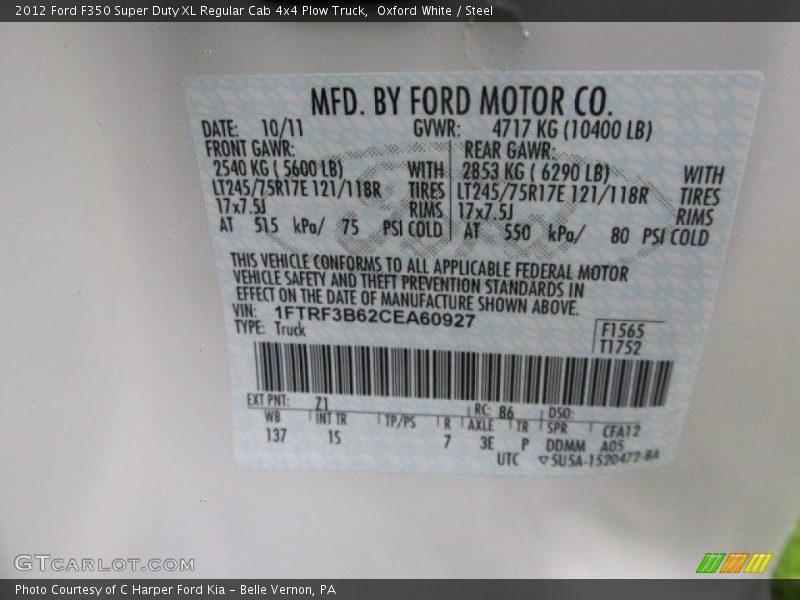 2012 Ford F350 Super Duty XL Regular Cab 4x4 Plow Truck, Oxford White / Steel
MFD. BY FORD MOTOR CO.
DATE: 10/11 GVWR: 4717 KG (10400 LB)
FRONT GAWR: REAR GAWR:
2540 KG ( 5600 LB) WITH 2853 KG ( 6290 LB) WITH
LT245/75R17E 121/118R TIRES LT245/75R17E 121/118R TIRES
17x7.5J RIMS 17x7.5J RIMS
AT 515 kPa/ 75 PSI COLD AT 550 kPa/ 80 PSI COLD
THIS VEHICLE CONFORMS TO ALL APPLICABLE FEDERAL MOTOR
VEHICLE SAFETY AND THEFT PREVENTION STANDARDS IN
EFFECT ON THE DATE OF MANUFACTURE SHOWN ABOVE.
VIN: 1FTRF3B62CEA60927
TYPE: Truck
F1565
T1752
EXT PNT: Z1 RC: 86 DSO:
WB INT TR TP/PS R AXLE TR SPR CFA12
137 1S 7 3E P DDMM A05
UTC ▽5U5A-1520472-BA
GTCARLOT.COM
Photo Courtesy of C Harper Ford Kia - Belle Vernon, PA